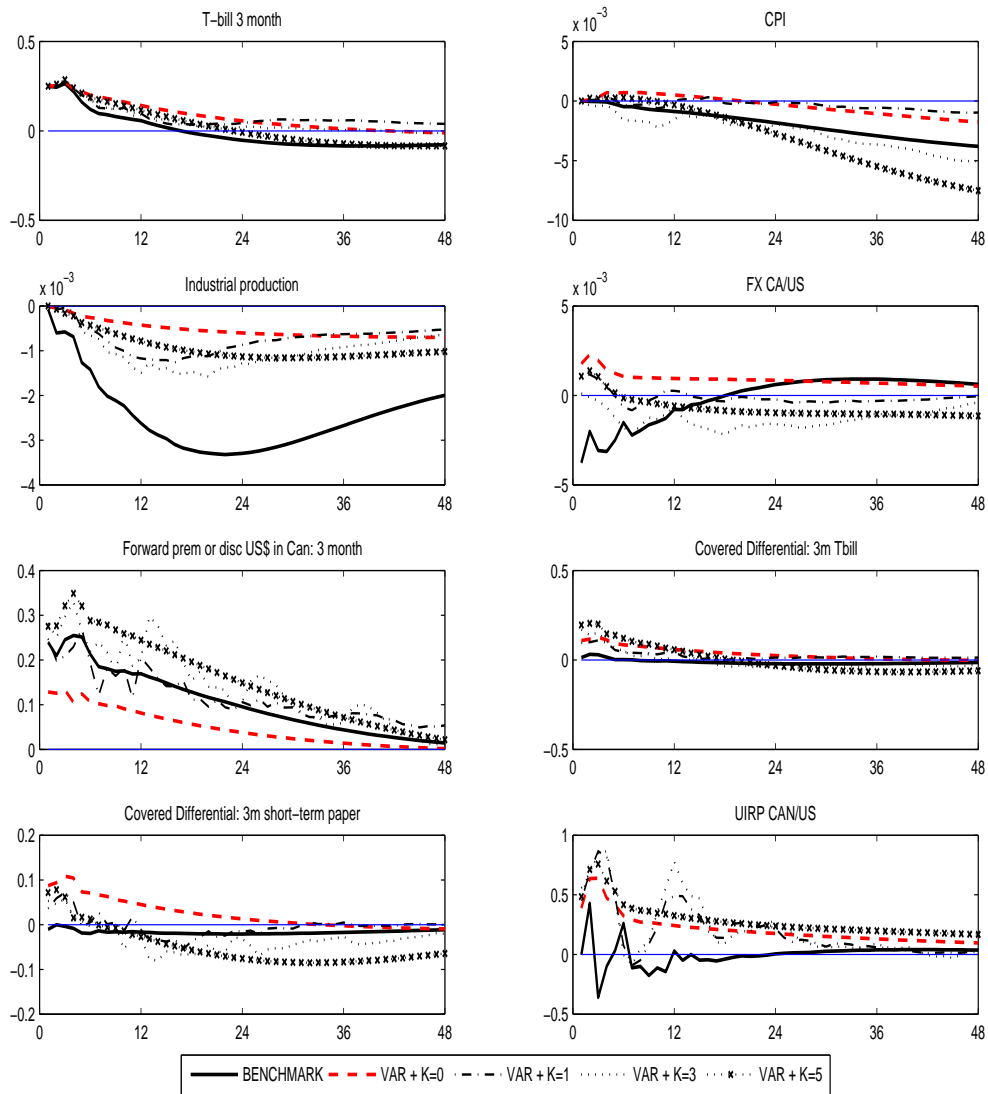 T−bill 3 month
0.5
0
−0.5
0 12 24 36 48
CPI
x 10⁻³
5
0
−5
−10
0 12 24 36 48
Industrial production
x 10⁻³
0
−1
−2
−3
−4
0 12 24 36 48
FX CA/US
x 10⁻³
5
0
−5
0 12 24 36 48
Forward prem or disc US$ in Can: 3 month
0.4
0.3
0.2
0.1
0
0 12 24 36 48
Covered Differential: 3m Tbill
0.5
0
−0.5
0 12 24 36 48
Covered Differential: 3m short−term paper
0.2
0.1
0
−0.1
−0.2
0 12 24 36 48
UIRP CAN/US
1
0.5
0
−0.5
0 12 24 36 48
BENCHMARK VAR + K=0 VAR + K=1 VAR + K=3 VAR + K=5